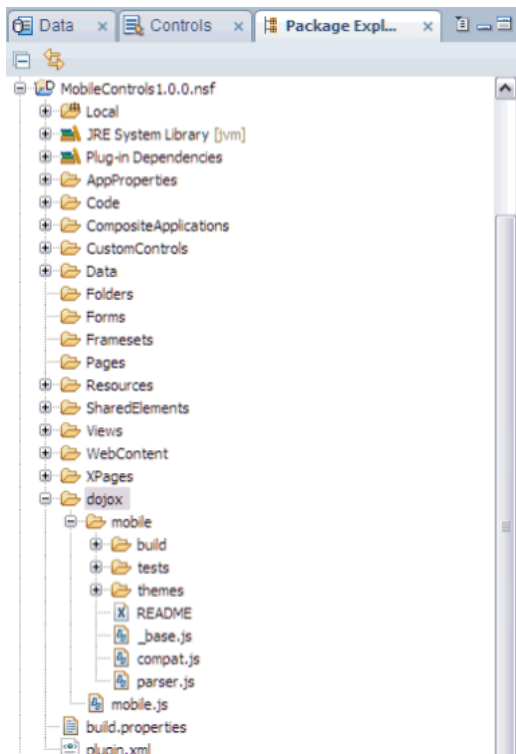 Data Controls Package Expl...
MobileControls1.0.0.nsf
Local
JRE System Library [jvm]
Plug-in Dependencies
AppProperties
Code
CompositeApplications
CustomControls
Data
Folders
Forms
Framesets
Pages
Resources
SharedElements
Views
WebContent
XPages
dojox
mobile
build
tests
themes
README
_base.js
compat.js
parser.js
mobile.js
build.properties
plugin.xml